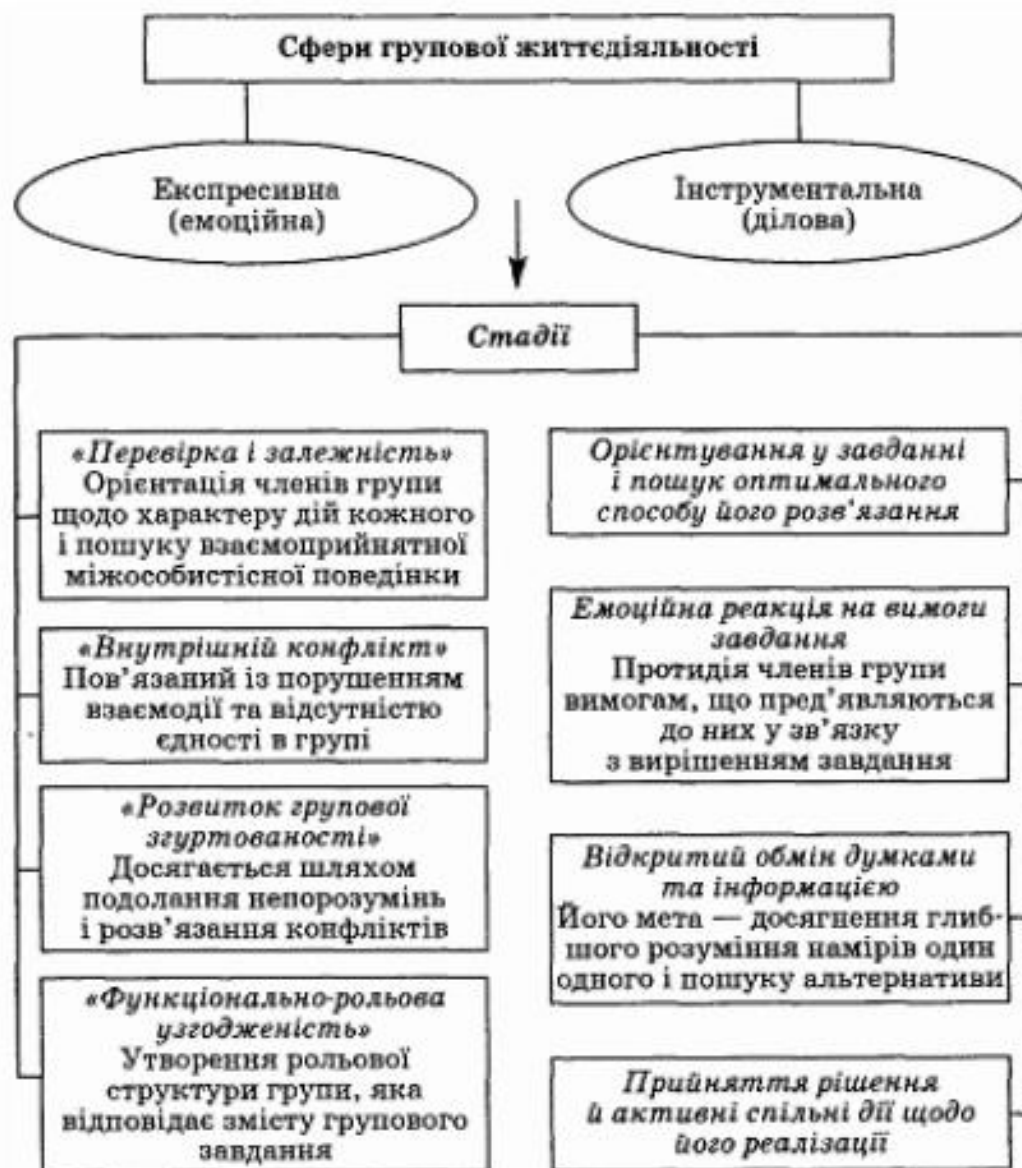 Сфери групової життєдіяльності
Експресивна
(емоційна)
Інструментальна
(ділова)
Стадії
«Перевірка і залежність»
Орієнтація членів групи
щодо характеру дій кожного
і пошуку взаємоприйнятної
міжособистісної поведінки
«Внутрішній конфлікт»
Пов’язаний із порушенням
взаємодії та відсутністю
єдності в групі
«Розвиток групової
згуртованості»
Досягається шляхом
подолання непорозумінь
і розв’язання конфліктів
«Функціонально-рольова
узгодженість»
Утворення рольової
структури групи, яка
відповідає змісту групового
завдання
Орієнтування у завданні
і пошук оптимального
способу його розв’язання
Емоційна реакція на вимоги
завдання
Протидія членів групи
вимогам, що пред’являються
до них у зв’язку
з вирішенням завдання
Відкритий обмін думками
та інформацією
Його мета — досягнення глиб-
шого розуміння намірів один
одного і пошуку альтернативи
Прийняття рішення
й активні спільні дії щодо
його реалізації